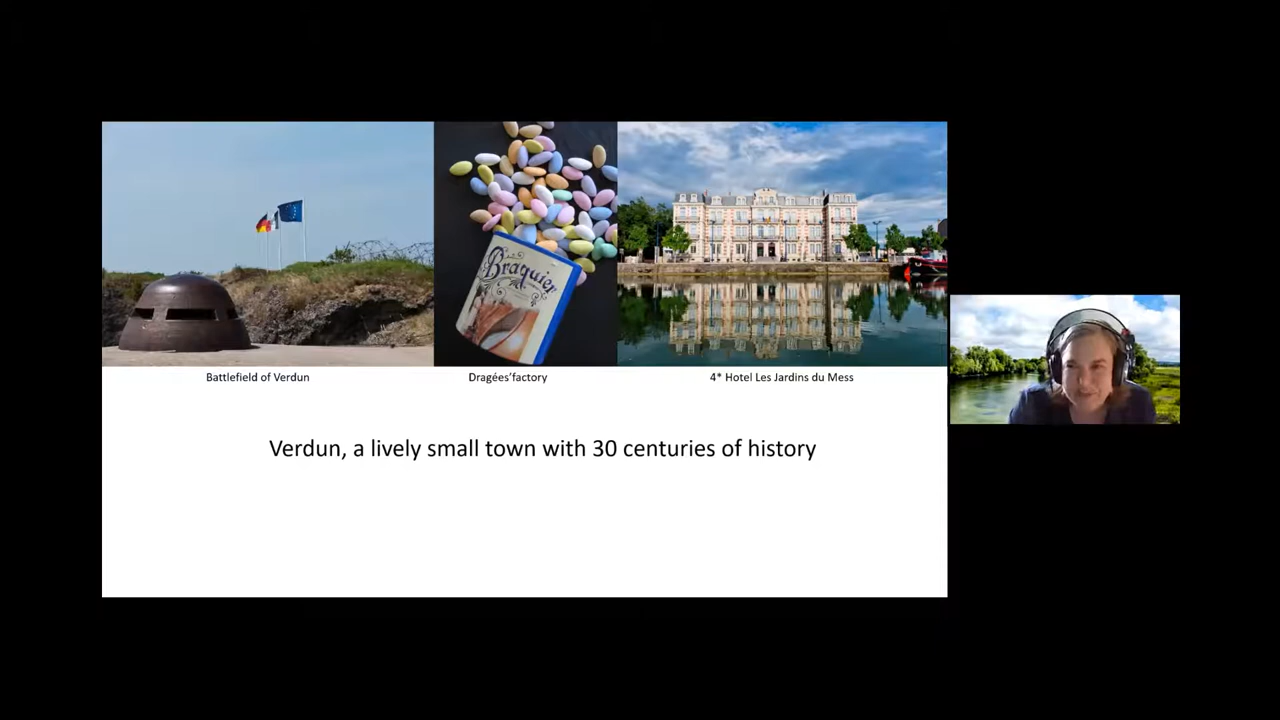 Braquier
Battlefield of Verdun
Dragées’factory
4* Hotel Les Jardins du Mess
Verdun, a lively small town with 30 centuries of history